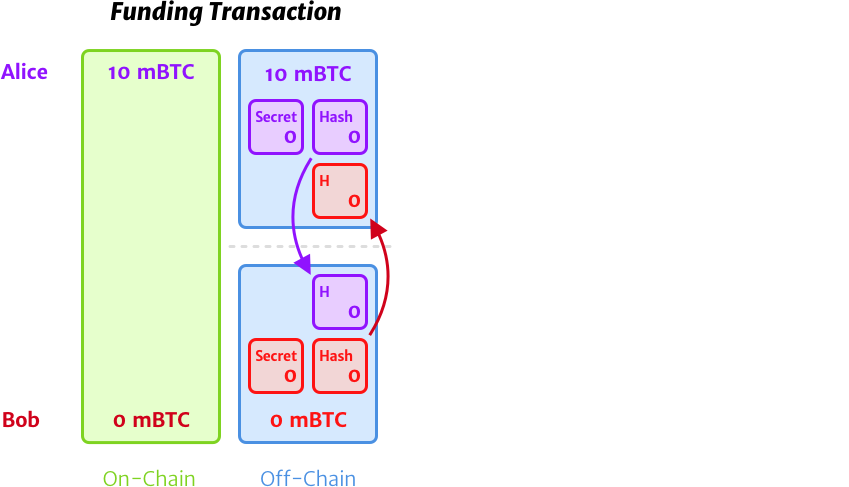 Funding Transaction
Alice
10 mBTC
10 mBTC
Secret
0
Hash
0
H
0
H
0
Secret
0
Hash
0
Bob
0 mBTC
0 mBTC
On-Chain
Off-Chain